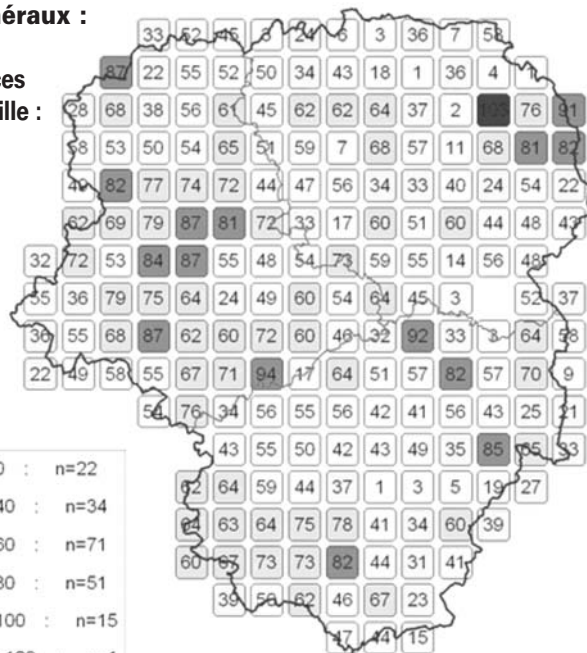 néraux :
ces
ille :
33 52 45 3 24 6 3 36 7 58
87 22 55 52 50 34 43 18 1 36 4 1
28 68 38 56 61 45 62 62 64 37 2 103 76 91
58 53 50 54 65 51 59 7 68 57 11 68 81 82
82 77 74 72 44 47 56 34 33 40 24 54 22
62 69 79 87 81 72 33 17 60 51 60 44 48 43
32 72 53 84 87 55 48 54 73 59 55 14 56 48
55 36 79 75 64 24 49 60 54 64 45 3 52 37
36 55 68 87 62 60 72 60 46 32 92 33 3 64 58
22 49 58 55 67 71 94 17 64 51 57 82 57 70 9
54 76 34 56 55 56 42 41 56 43 25 21
43 55 50 42 43 49 35 85 65 33
62 64 59 44 37 1 3 5 19 27
64 63 64 75 78 41 34 60 39
60 67 73 73 82 44 31 41
39 56 62 46 67 23
47 44 15
0 : n=22
40 : n=34
60 : n=71
80 : n=51
100 : n=15